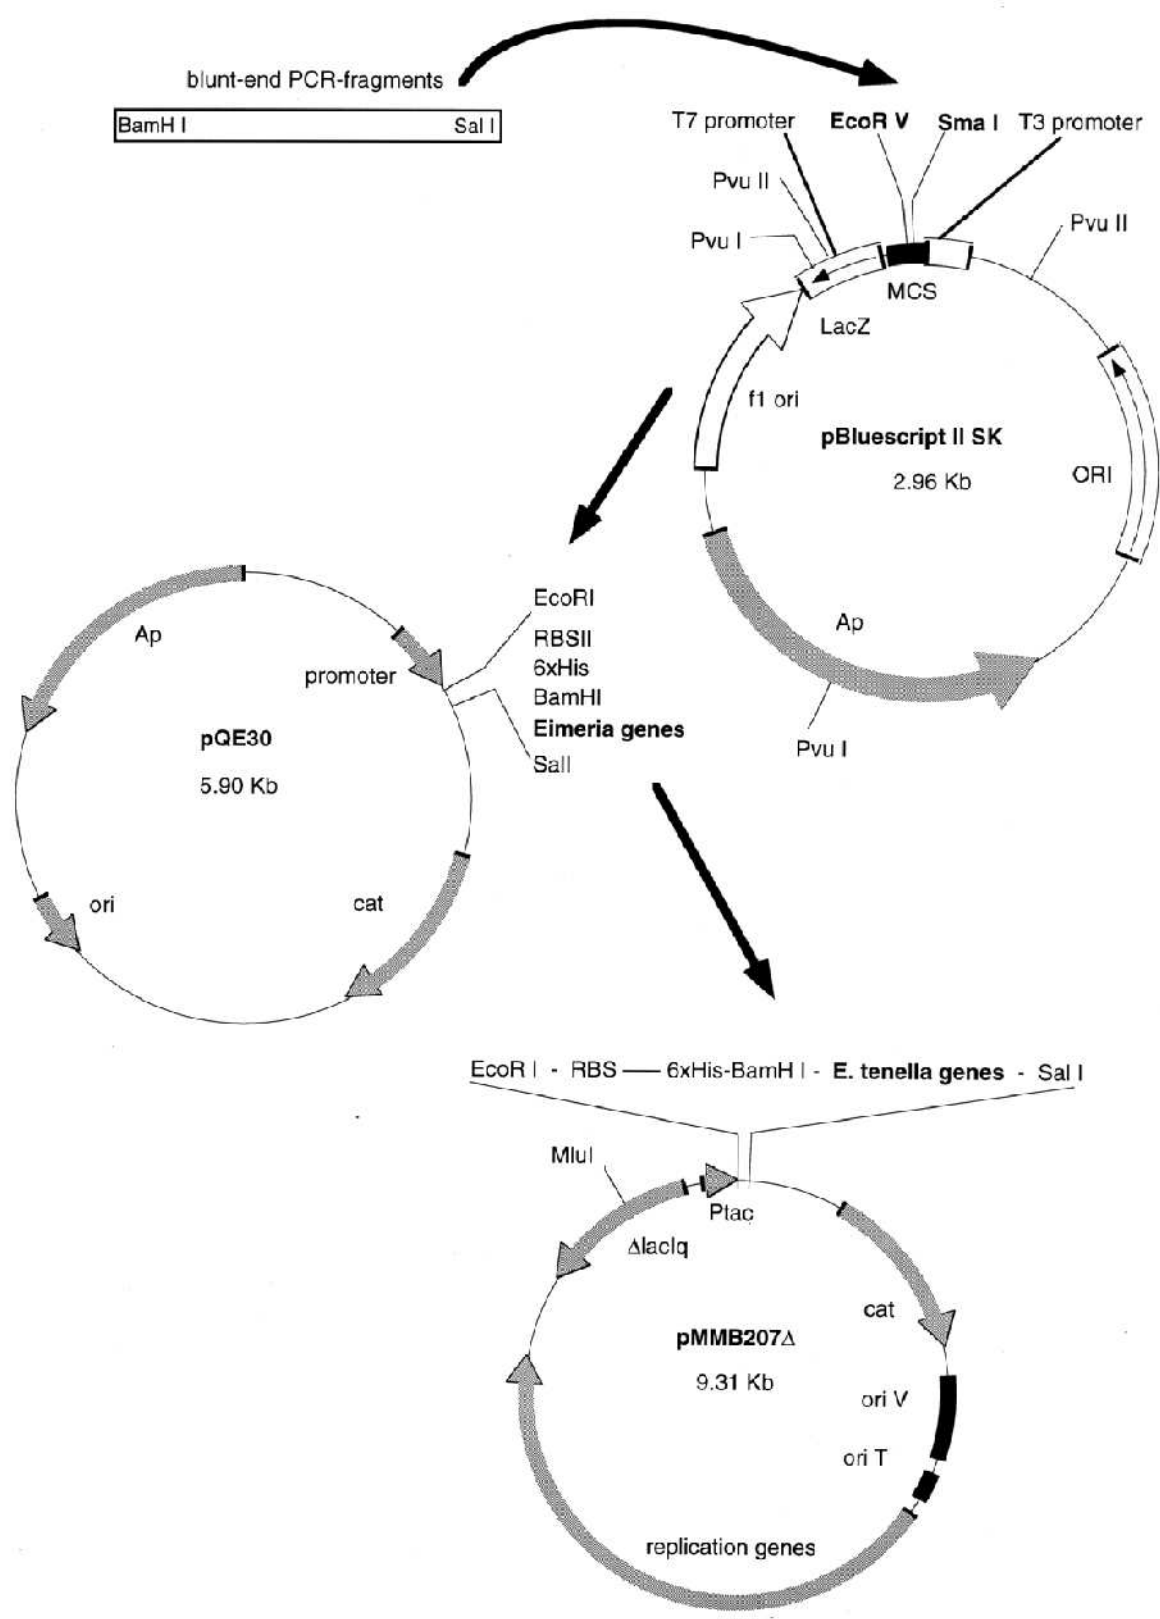 blunt-end PCR-fragments
BamH I Sal I
T7 promoter EcoR V Sma I T3 promoter
Pvu II
Pvu II
Pvu I
MCS
LacZ
f1 ori
pBluescript II SK
2.96 Kb
ORI
Ap
Pvu I
EcoRI
RBSII
6xHis
BamHI
Eimeria genes
SalI
Ap
promoter
pQE30
5.90 Kb
ori
cat
EcoR I - RBS — 6xHis-BamH I - E. tenella genes - Sal I
MluI
Ptac
ΔlacIq
cat
pMMB207Δ
9.31 Kb
ori V
ori T
replication genes